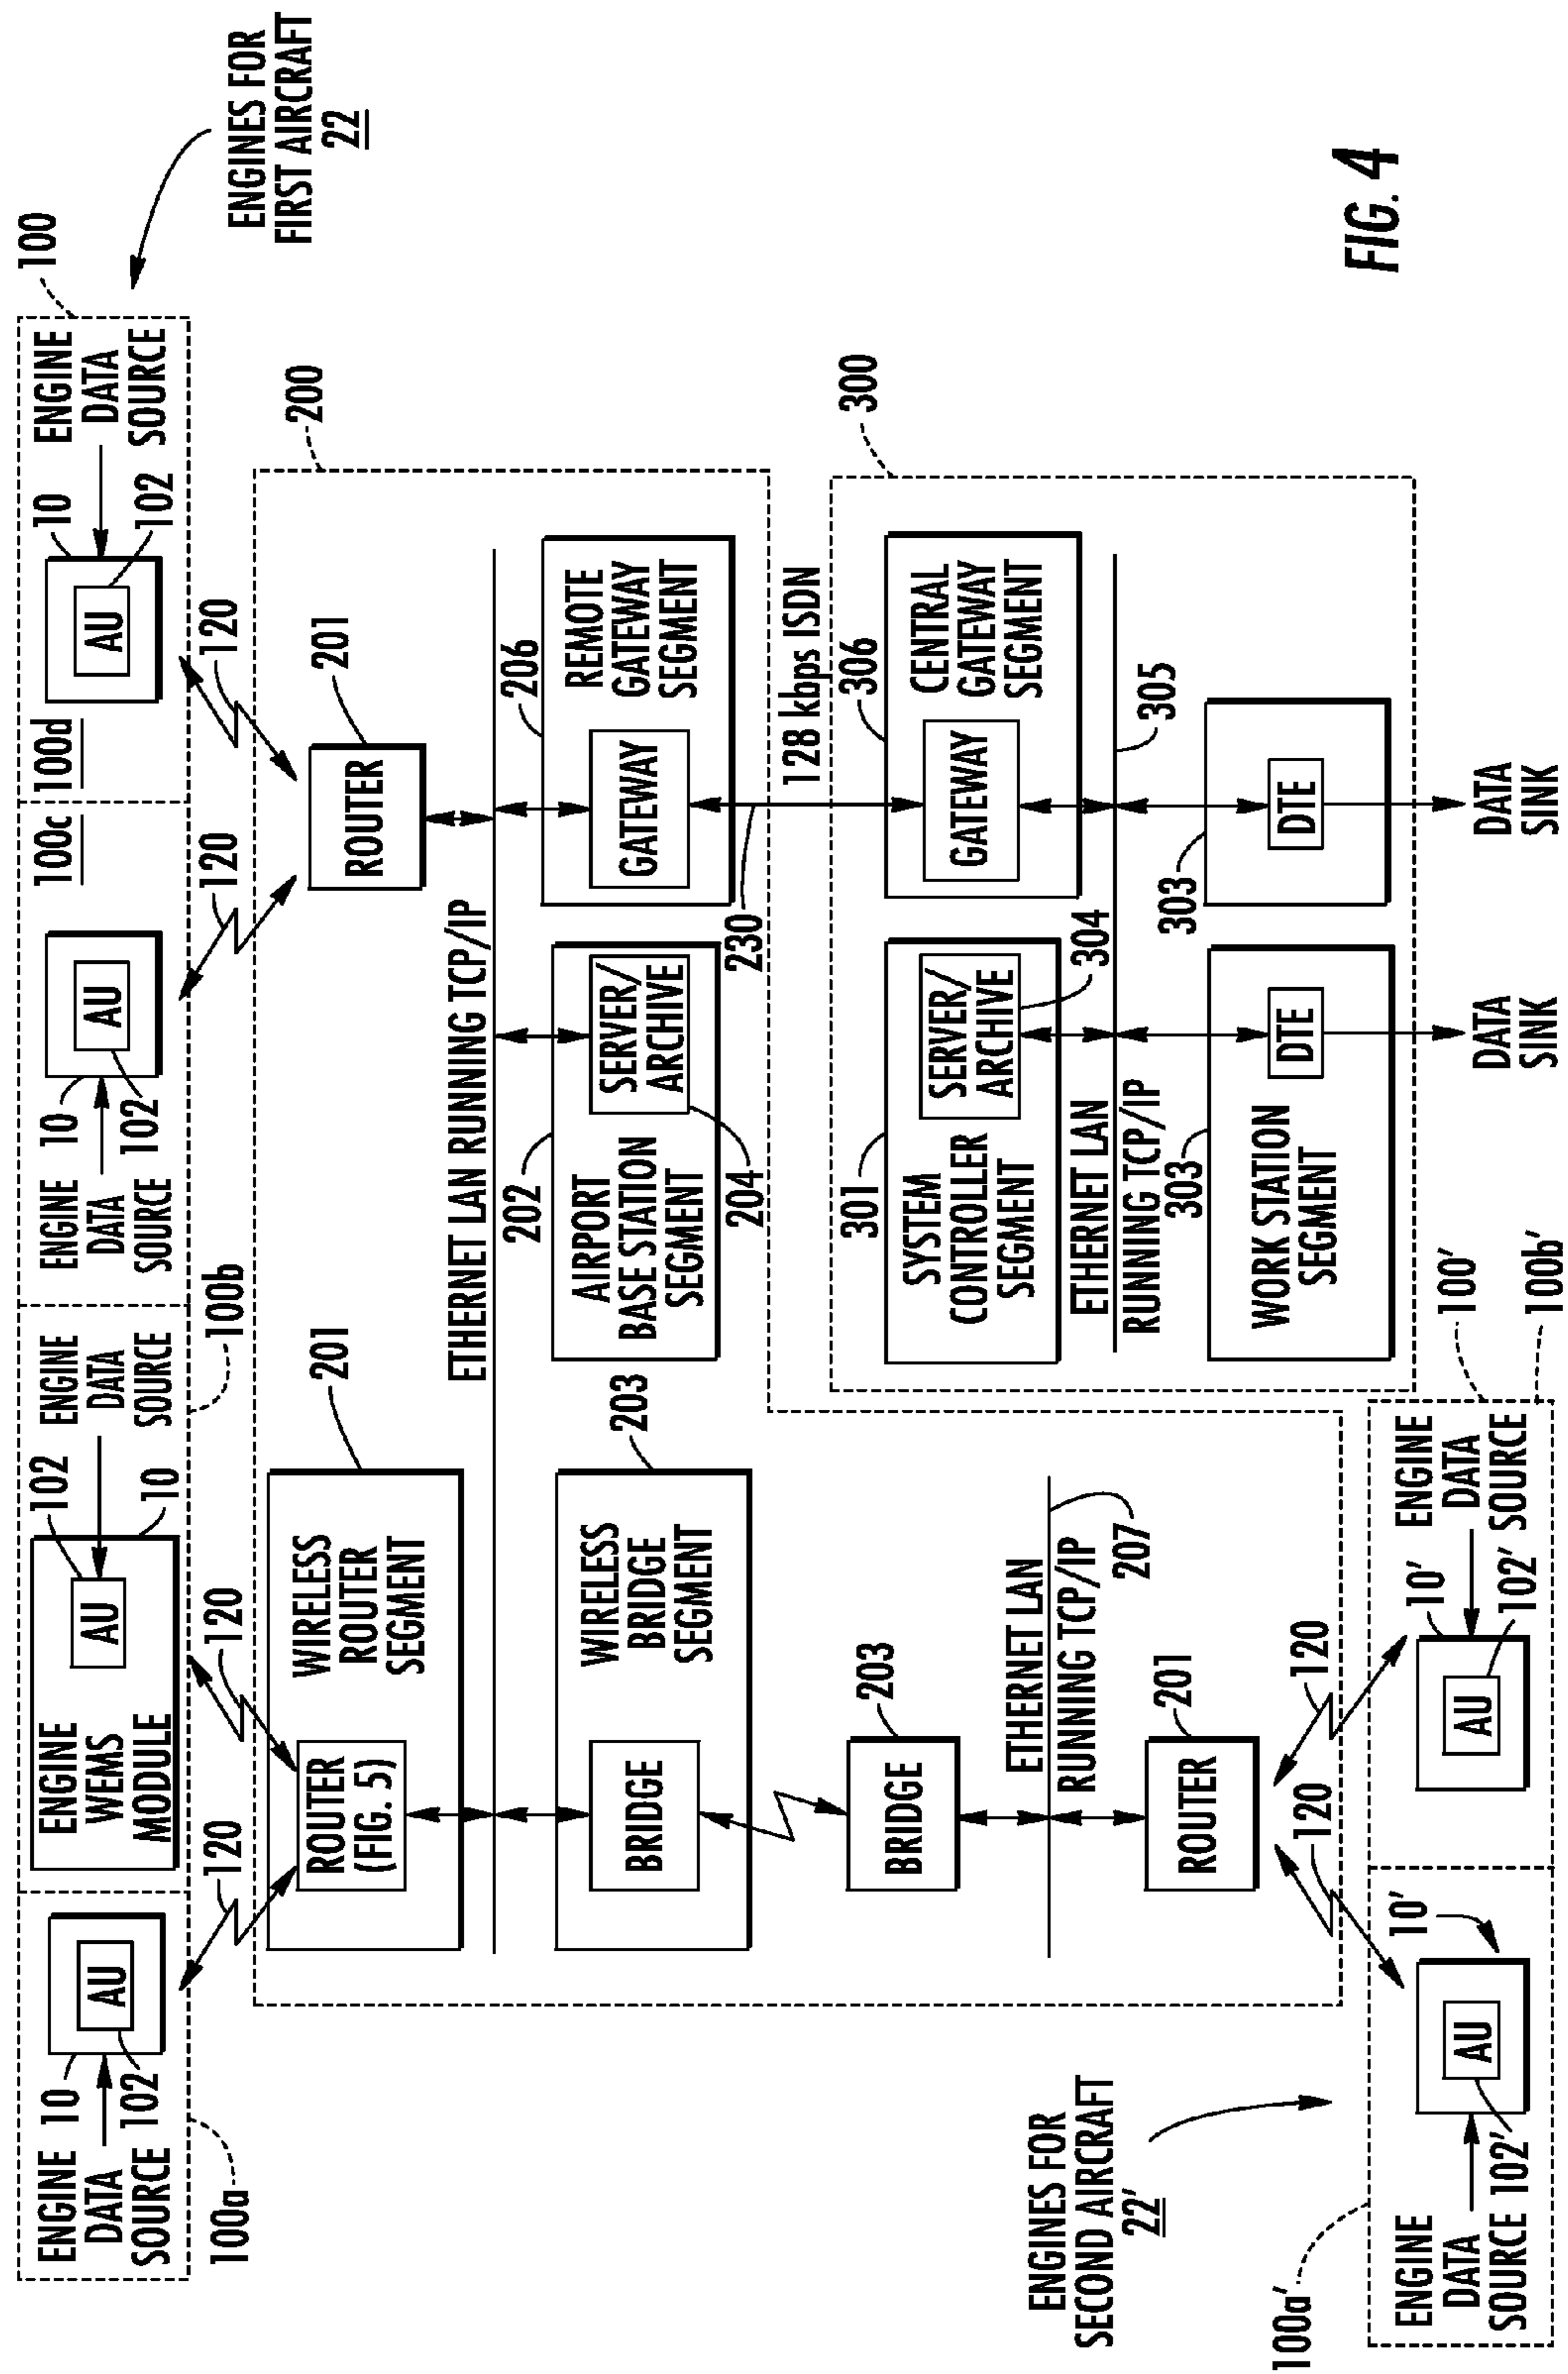 100
ENGINES FOR
FIRST AIRCRAFT
22
100a
ENGINE
DATA
SOURCE
10
102
AU
ENGINE
WEMS
MODULE
AU
102
10
ENGINE
DATA
SOURCE
100b
ENGINE
DATA
SOURCE
10
102
AU
100c
100d
AU
10
102
ENGINE
DATA
SOURCE
120
120
120
120
200
ROUTER
(FIG. 5)
WIRELESS
ROUTER
SEGMENT
201
ROUTER
201
ETHERNET LAN RUNNING TCP/IP
BRIDGE
WIRELESS
BRIDGE
SEGMENT
203
202
AIRPORT
BASE STATION
SEGMENT
SERVER/
ARCHIVE
204
206
GATEWAY
REMOTE
GATEWAY
SEGMENT
230
128 kbps ISDN
BRIDGE
203
ETHERNET LAN
RUNNING TCP/IP
207
ROUTER
201
300
301
SYSTEM
CONTROLLER
SEGMENT
SERVER/
ARCHIVE
304
306
GATEWAY
CENTRAL
GATEWAY
SEGMENT
ETHERNET LAN
RUNNING TCP/IP
305
303
WORK STATION
SEGMENT
DTE
303
DTE
DATA
SINK
DATA
SINK
120
120
ENGINES FOR
SECOND AIRCRAFT
22'
100a'
ENGINE
DATA
SOURCE
102'
AU
10'
AU
10'
102'
ENGINE
DATA
SOURCE
100'
100b'
FIG. 4